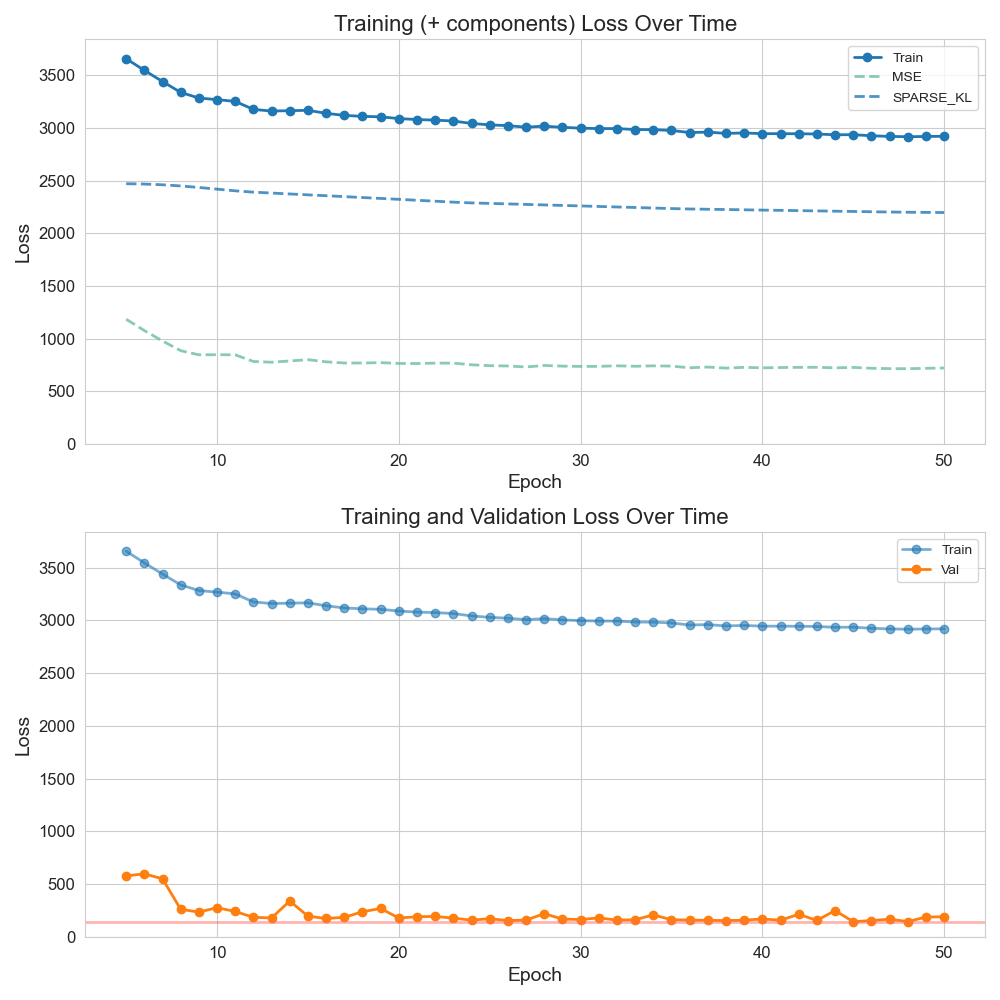 Training (+ components) Loss Over Time
Train
MSE
SPARSE_KL
3500
3000
2500
2000
1500
1000
500
0
Loss
10 20 30 40 50
Epoch
Training and Validation Loss Over Time
Train
Val
3500
3000
2500
2000
1500
1000
500
0
Loss
10 20 30 40 50
Epoch